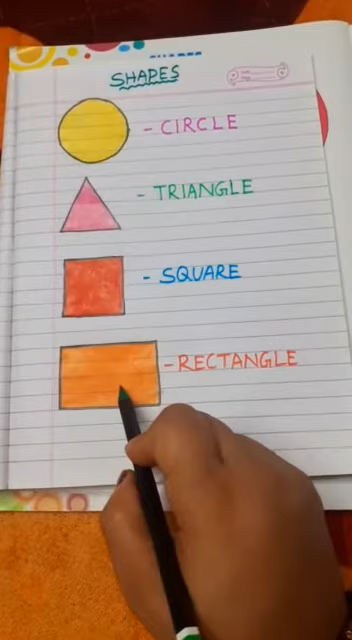 SHAPES
- CIRCLE
- TRIANGLE
- SQUARE
- RECTANGLE